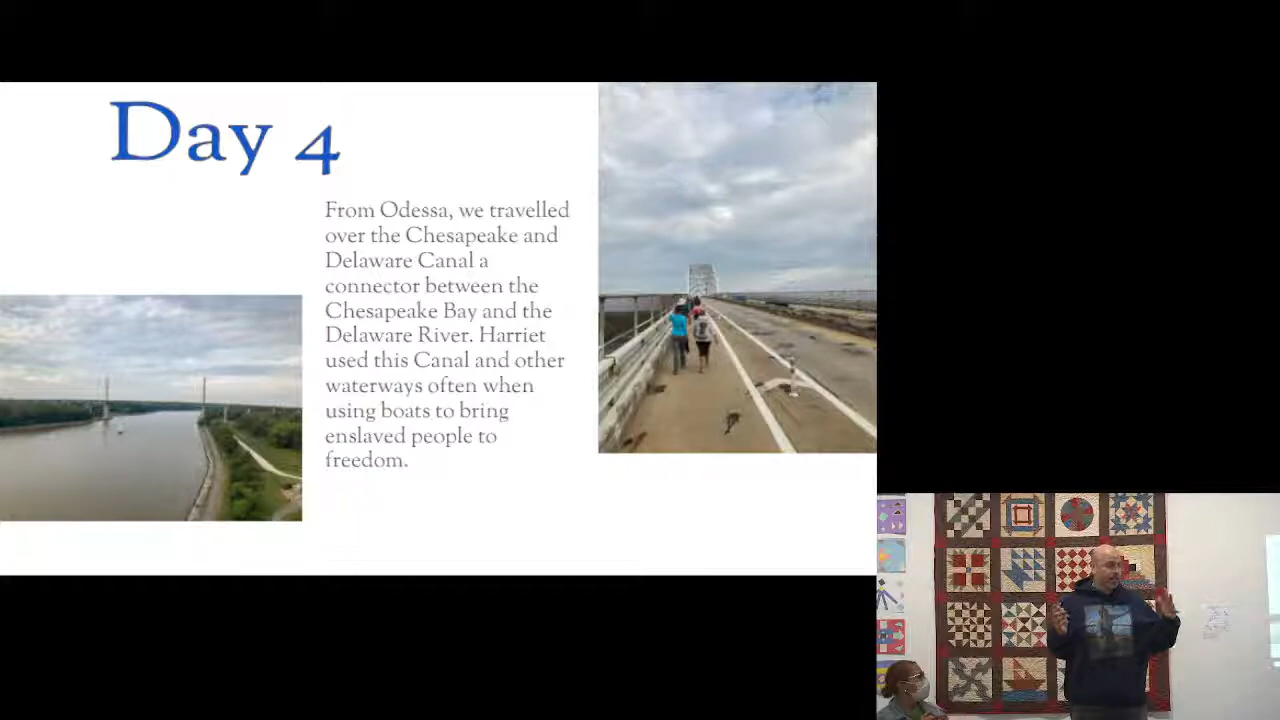 Day 4
From Odessa, we travelled
over the Chesapeake and
Delaware Canal a
connector between the
Chesapeake Bay and the
Delaware River. Harriet
used this Canal and other
waterways often when
using boats to bring
enslaved people to
freedom.